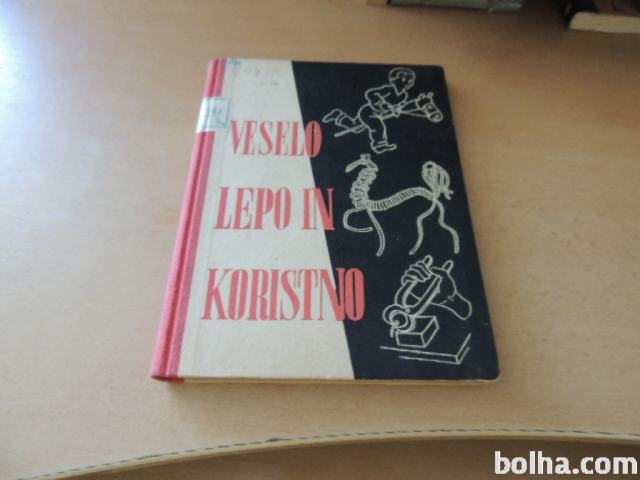 VESELO
LEPO IN
KORISTNO
bolha.com